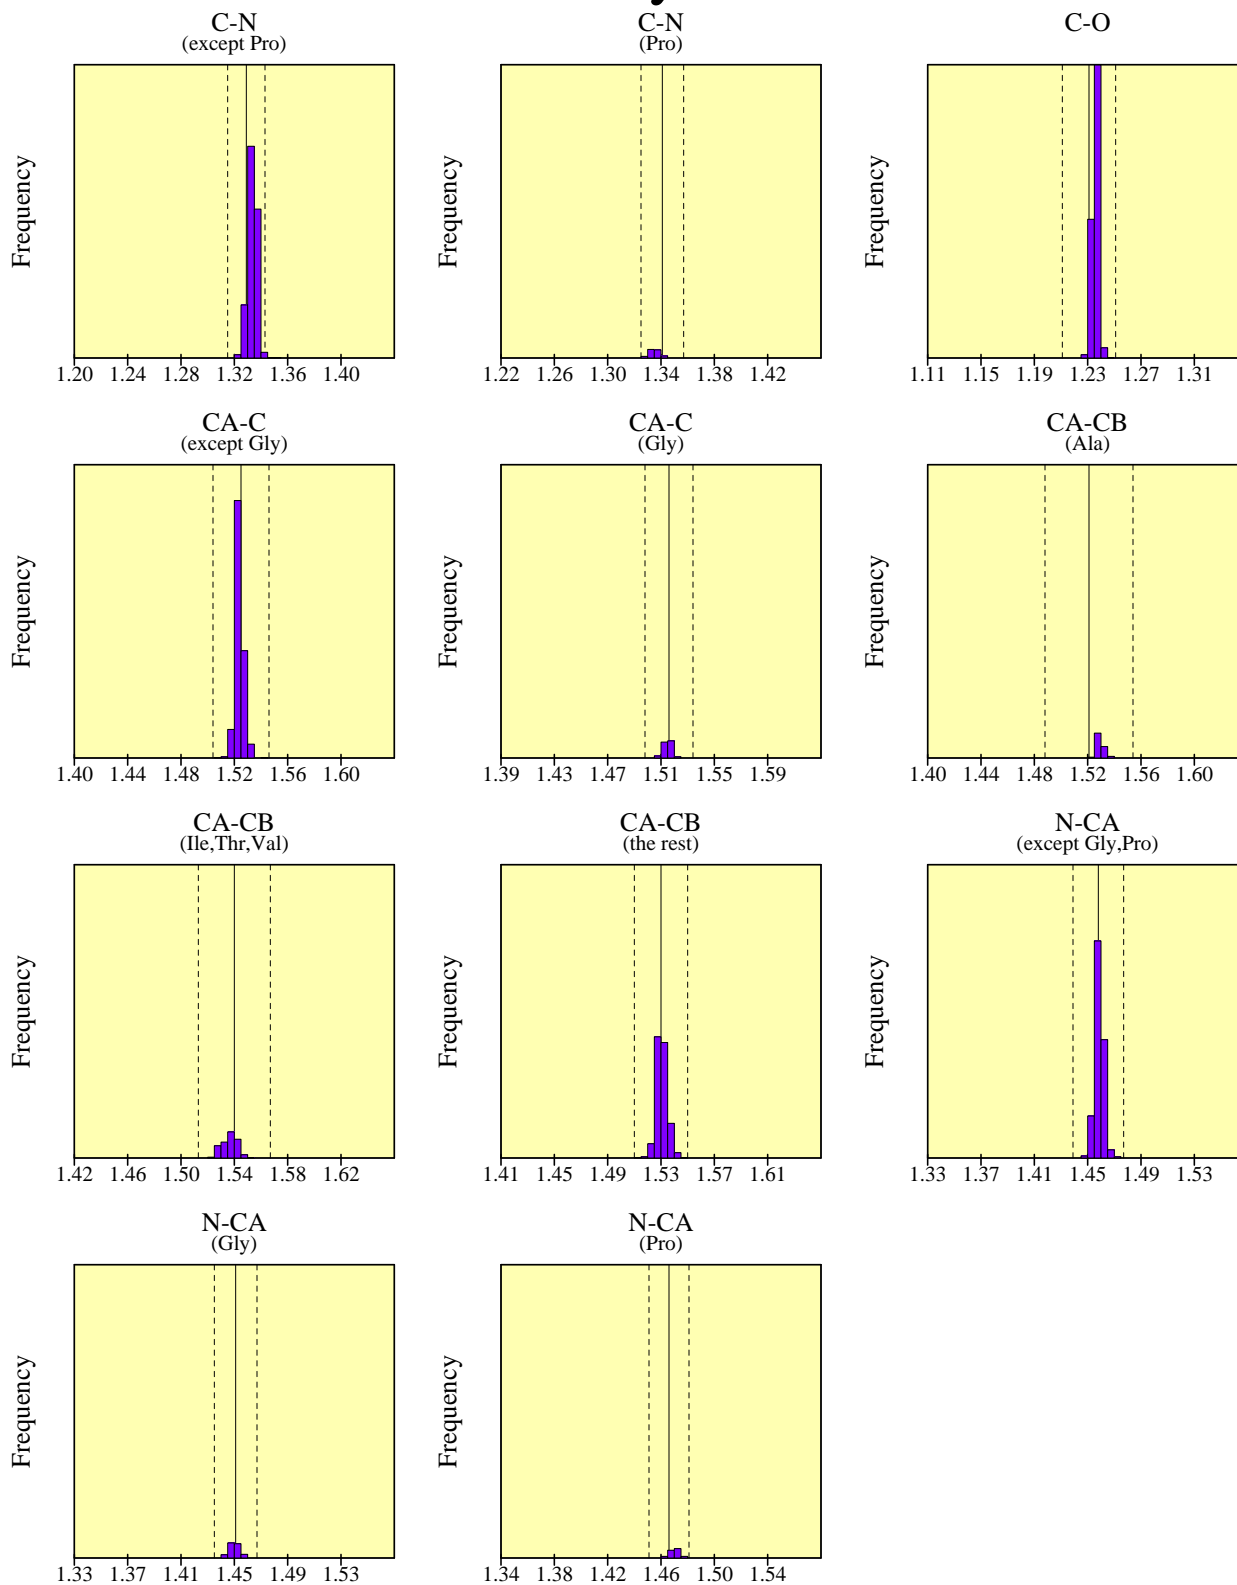 C-N C-N C-O
(except Pro) (Pro)
Frequency Frequency Frequency
1.20 1.24 1.28 1.32 1.36 1.40 1.22 1.26 1.30 1.34 1.38 1.42 1.11 1.15 1.19 1.23 1.27 1.31
CA-C CA-C CA-CB
(except Gly) (Gly) (Ala)
Frequency Frequency Frequency
1.40 1.44 1.48 1.52 1.56 1.60 1.39 1.43 1.47 1.51 1.55 1.59 1.40 1.44 1.48 1.52 1.56 1.60
CA-CB CA-CB N-CA
(Ile,Thr,Val) (the rest) (except Gly,Pro)
Frequency Frequency Frequency
1.42 1.46 1.50 1.54 1.58 1.62 1.41 1.45 1.49 1.53 1.57 1.61 1.33 1.37 1.41 1.45 1.49 1.53
N-CA N-CA
(Gly) (Pro)
Frequency Frequency
1.33 1.37 1.41 1.45 1.49 1.53 1.34 1.38 1.42 1.46 1.50 1.54